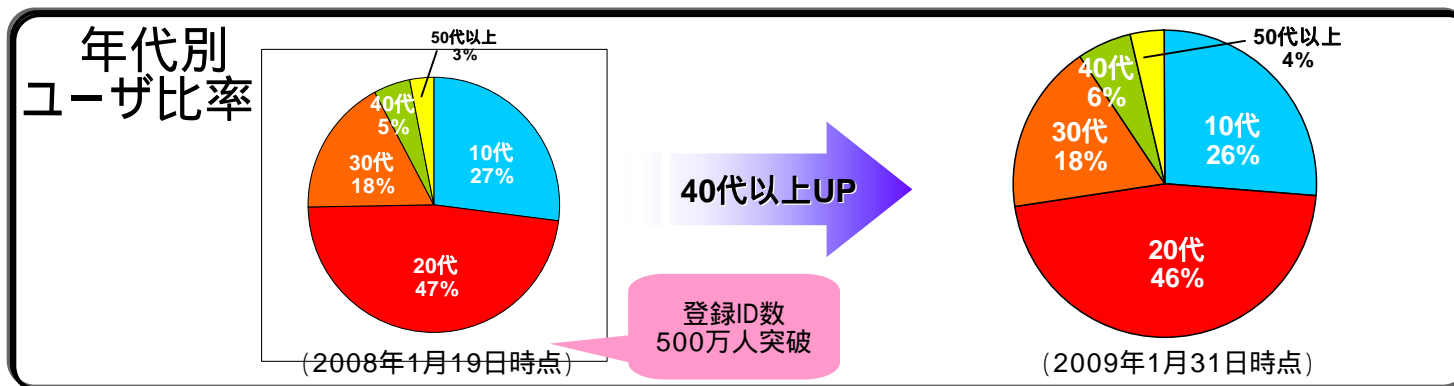 年代別
ユーザ比率
50代以上
3%
40代
5%
10代
27%
30代
18%
20代
47%
(2008年1月19日時点)
40代以上UP
登録ID数
500万人突破
50代以上
4%
40代
6%
10代
26%
30代
18%
20代
46%
(2009年1月31日時点)